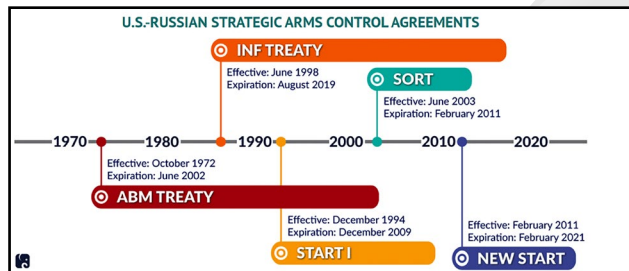 U.S.-RUSSIAN STRATEGIC ARMS CONTROL AGREEMENTS
INF TREATY
Effective: June 1998
Expiration: August 2019
SORT
Effective: June 2003
Expiration: February 2011
1970 1980 1990 2000 2010 2020
Effective: October 1972
Expiration: June 2002
ABM TREATY
Effective: December 1994
Expiration: December 2009
START I
Effective: February 2011
Expiration: February 2021
NEW START